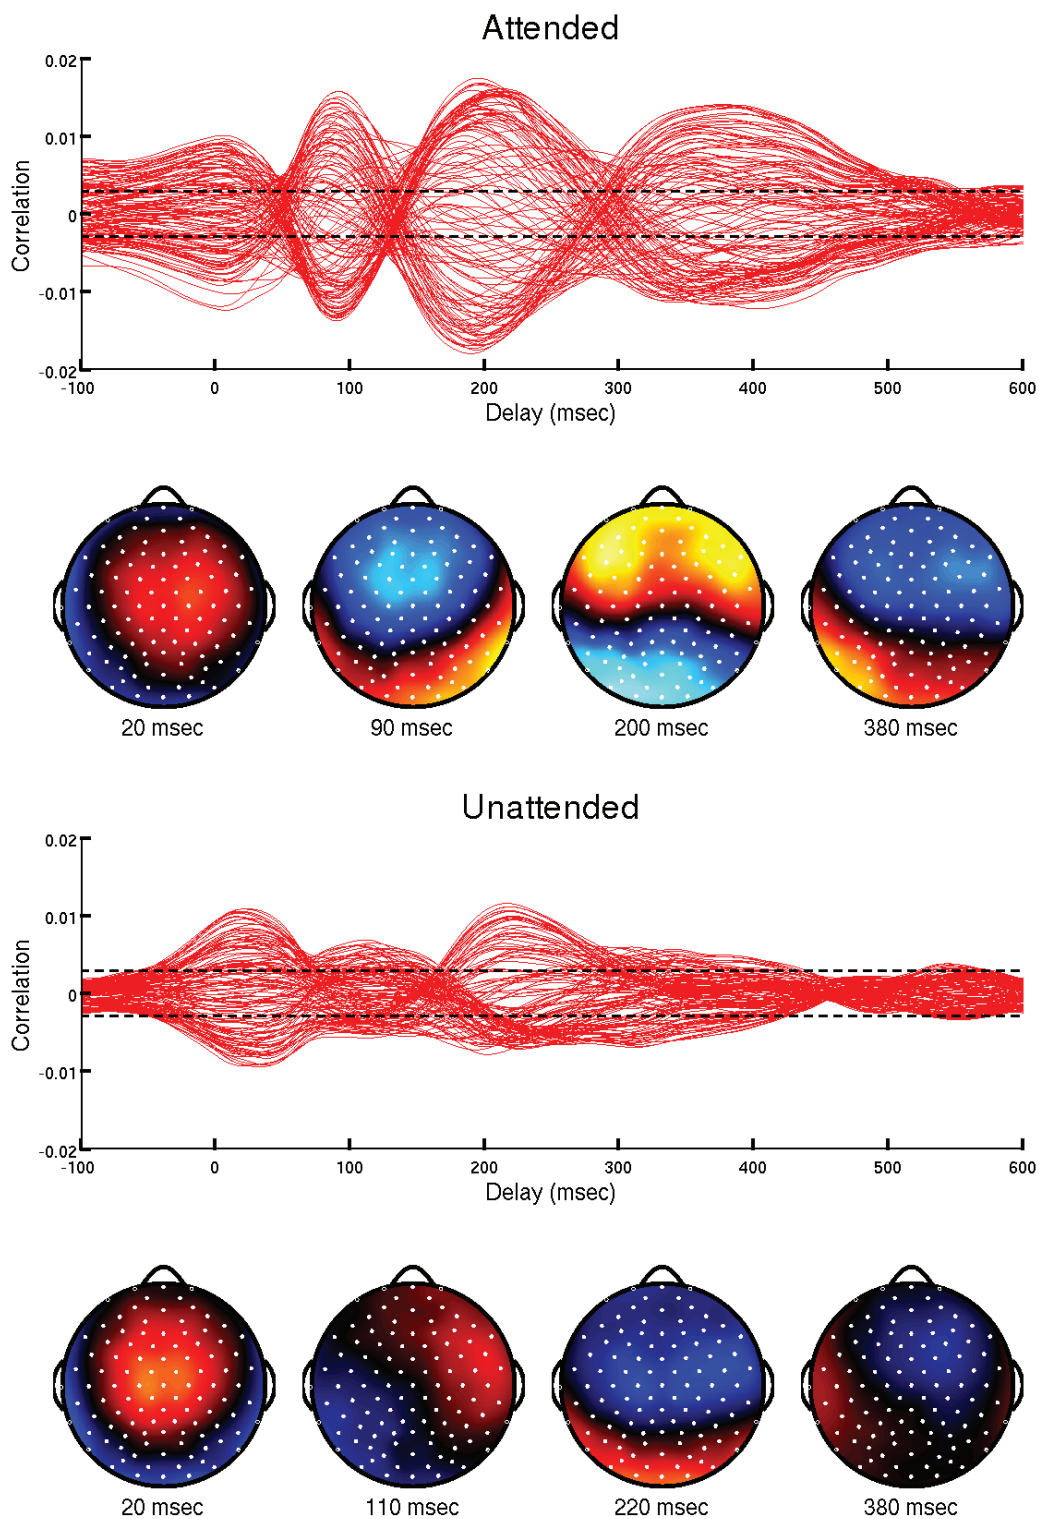 Attended
0.02
0.01
0
-0.01
-0.02
Correlation
-100 0 100 200 300 400 500 600
Delay (msec)
20 msec 90 msec 200 msec 380 msec
Unattended
0.02
0.01
0
-0.01
-0.02
Correlation
-100 0 100 200 300 400 500 600
Delay (msec)
20 msec 110 msec 220 msec 380 msec